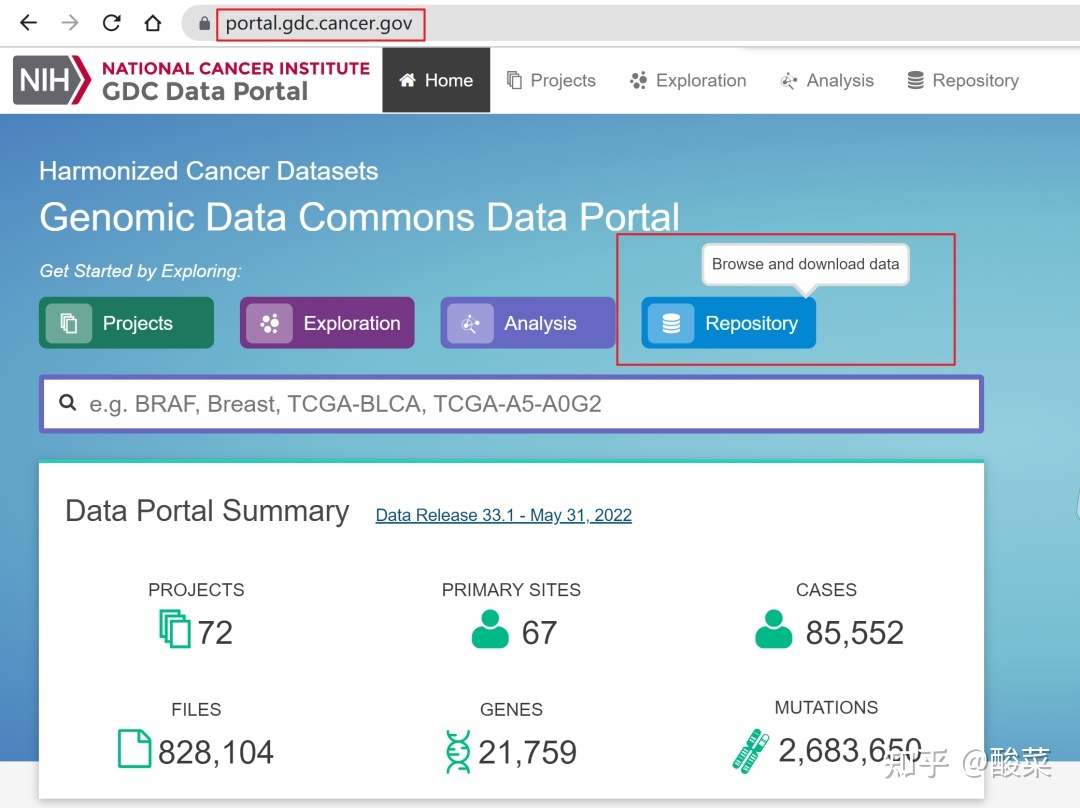 portal.gdc.cancer.gov
NIH
NATIONAL CANCER INSTITUTE
GDC Data Portal
Home
Projects
Exploration
Analysis
Repository
Harmonized Cancer Datasets
Genomic Data Commons Data Portal
Get Started by Exploring:
Browse and download data
Projects
Exploration
Analysis
Repository
e.g. BRAF, Breast, TCGA-BLCA, TCGA-A5-A0G2
Data Portal Summary
Data Release 33.1 - May 31, 2022
PROJECTS
72
PRIMARY SITES
67
CASES
85,552
FILES
828,104
GENES
21,759
MUTATIONS
2,683,650
知乎 @酸菜